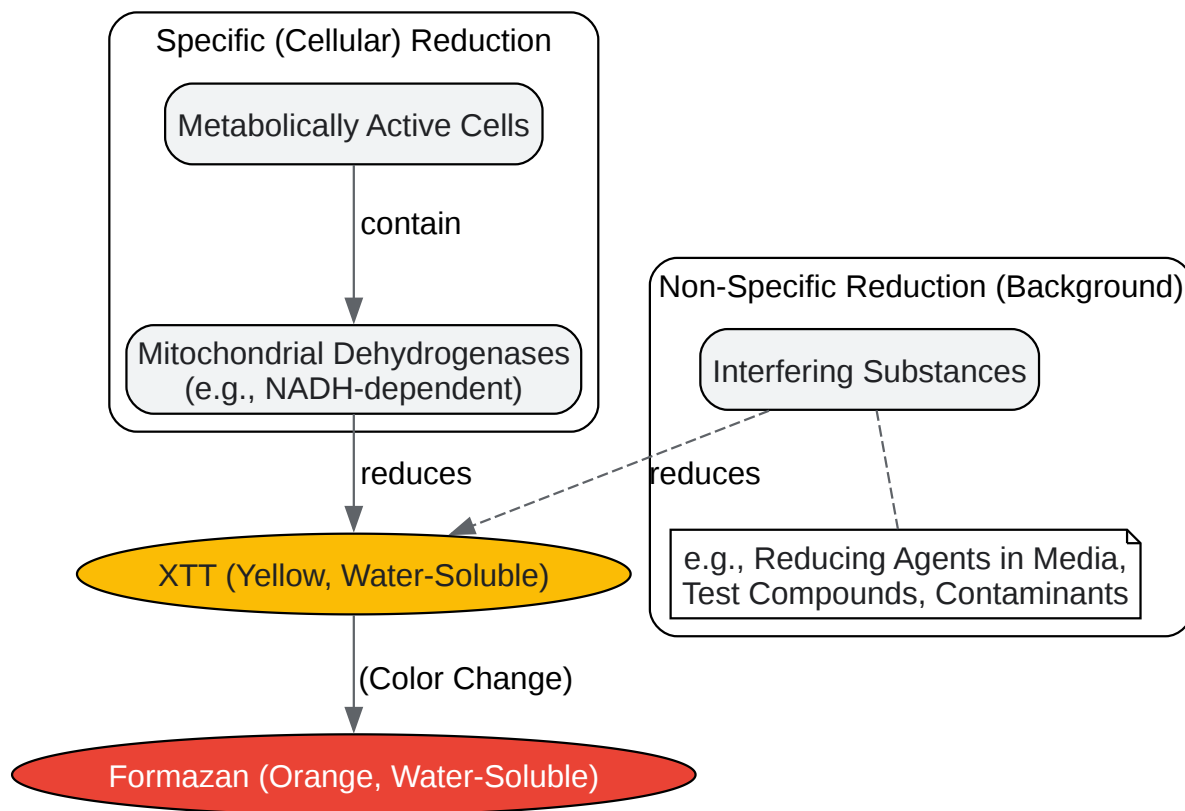 Specific (Cellular) Reduction
Metabolically Active Cells
contain
Mitochondrial Dehydrogenases
(e.g., NADH-dependent)
Non-Specific Reduction (Background)
Interfering Substances
reduces
reduces
e.g., Reducing Agents in Media,
Test Compounds, Contaminants
XTT (Yellow, Water-Soluble)
(Color Change)
Formazan (Orange, Water-Soluble)